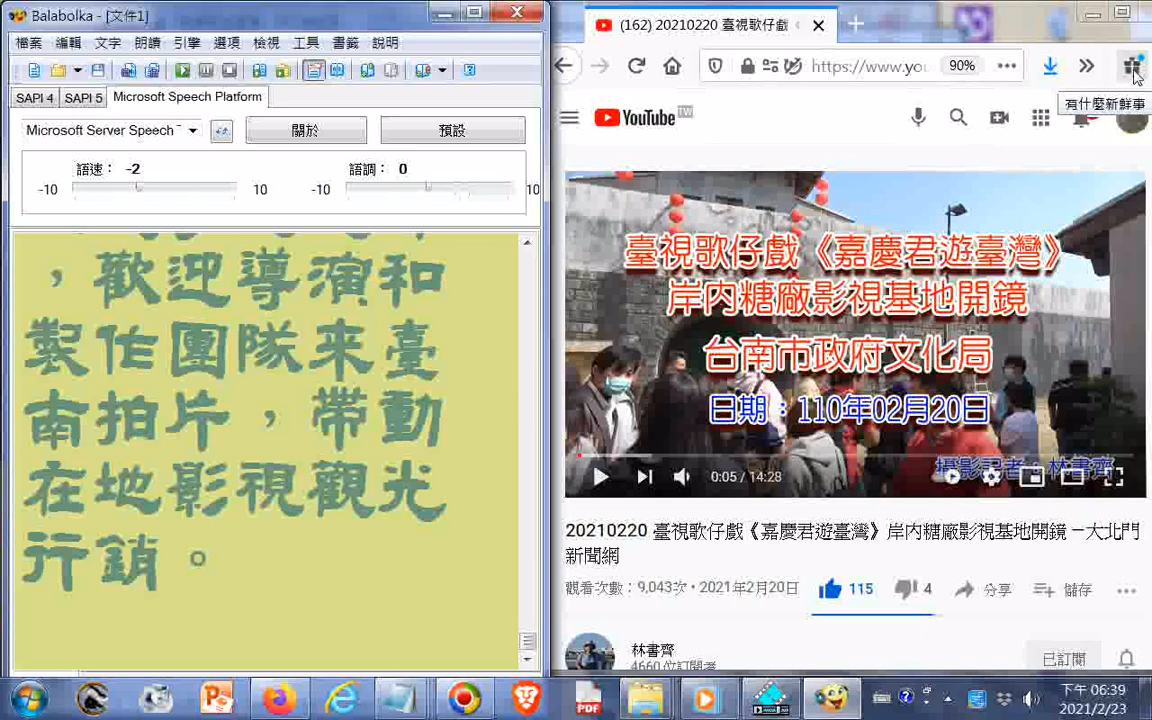 Balabolka - [文件1]
檔案 編輯 文字 朗讀 引擎 選項 檢視 工具 書籤 說明
SAPI 4 SAPI 5 Microsoft Speech Platform
Microsoft Server Speech
關於 預設
語速： -2 語調： 0
-10 10 -10 10
，歡迎導演和
製作團隊来臺
南拍片，帶動
在地影視觀光
行銷。
(162) 20210220 臺視歌仔戲
https://www.you
90%
有什麼新鮮事
YouTube TW
臺視歌仔戲《嘉慶君遊臺灣》
岸内糖廠影視基地開鏡
台南市政府文化局
日期：110年02月20日
攝影記者：林書齊
0:05 / 14:28
20210220 臺視歌仔戲《嘉慶君遊臺灣》岸內糖廠影視基地開鏡 —大北門
新聞網
觀看次數：9,043次 • 2021年2月20日
115 4 分享 儲存
林書齊
4660 位訂閱者
已訂閱
PDF
下午 06:39
2021/2/23